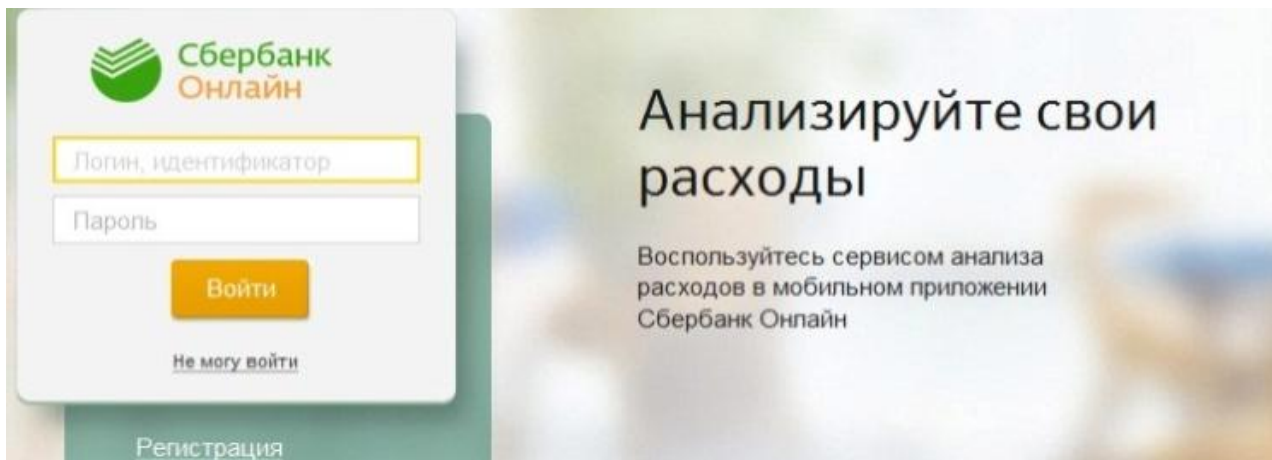 Сбербанк
Онлайн
Логин, идентификатор
Пароль
Войти
Не могу войти
Регистрация
Анализируйте свои
расходы
Воспользуйтесь сервисом анализа
расходов в мобильном приложении
Сбербанк Онлайн